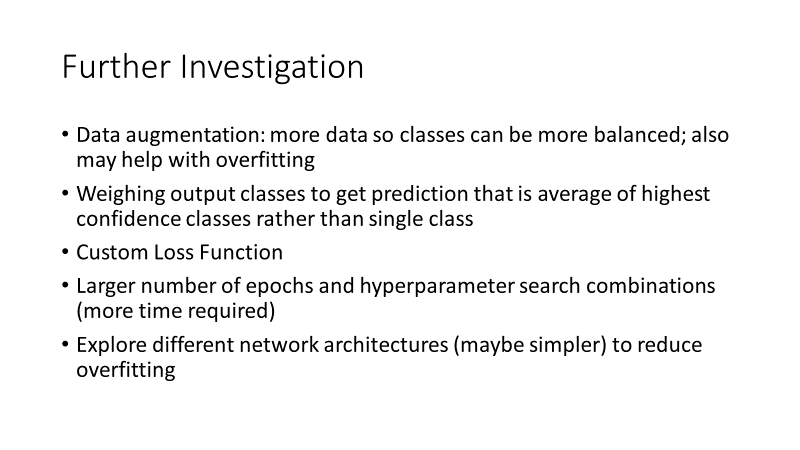 Further Investigation
• Data augmentation: more data so classes can be more balanced; also
may help with overfitting
• Weighing output classes to get prediction that is average of highest
confidence classes rather than single class
• Custom Loss Function
• Larger number of epochs and hyperparameter search combinations
(more time required)
• Explore different network architectures (maybe simpler) to reduce
overfitting